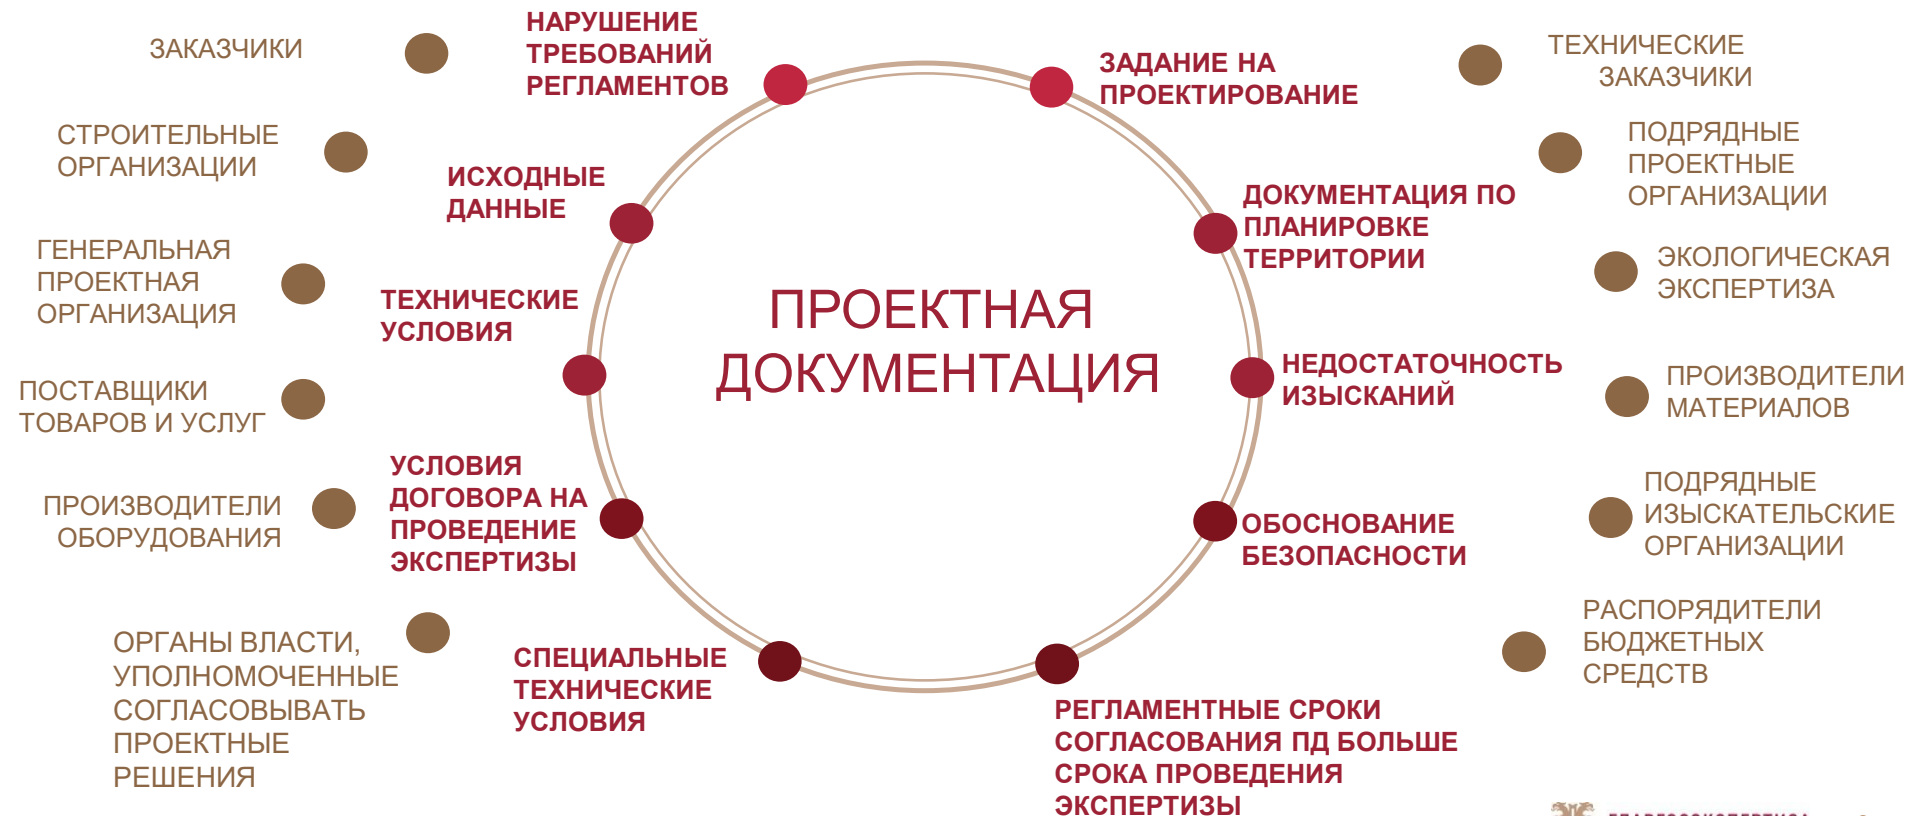 ЗАКАЗЧИКИ
СТРОИТЕЛЬНЫЕ
ОРГАНИЗАЦИИ
ГЕНЕРАЛЬНАЯ
ПРОЕКТНАЯ
ОРГАНИЗАЦИЯ
ПОСТАВЩИКИ
ТОВАРОВ И УСЛУГ
ПРОИЗВОДИТЕЛИ
ОБОРУДОВАНИЯ
ОРГАНЫ ВЛАСТИ,
УПОЛНОМОЧЕННЫЕ
СОГЛАСОВЫВАТЬ
ПРОЕКТНЫЕ
РЕШЕНИЯ
НАРУШЕНИЕ
ТРЕБОВАНИЙ
РЕГЛАМЕНТОВ
ИСХОДНЫЕ
ДАННЫЕ
ТЕХНИЧЕСКИЕ
УСЛОВИЯ
УСЛОВИЯ
ДОГОВОРА НА
ПРОВЕДЕНИЕ
ЭКСПЕРТИЗЫ
СПЕЦИАЛЬНЫЕ
ТЕХНИЧЕСКИЕ
УСЛОВИЯ
ПРОЕКТНАЯ
ДОКУМЕНТАЦИЯ
ЗАДАНИЕ НА
ПРОЕКТИРОВАНИЕ
ДОКУМЕНТАЦИЯ ПО
ПЛАНИРОВКЕ
ТЕРРИТОРИИ
НЕДОСТАТОЧНОСТЬ
ИЗЫСКАНИЙ
ОБОСНОВАНИЕ
БЕЗОПАСНОСТИ
РЕГЛАМЕНТНЫЕ СРОКИ
СОГЛАСОВАНИЯ ПД БОЛЬШЕ
СРОКА ПРОВЕДЕНИЯ
ЭКСПЕРТИЗЫ
ТЕХНИЧЕСКИЕ
ЗАКАЗЧИКИ
ПОДРЯДНЫЕ
ПРОЕКТНЫЕ
ОРГАНИЗАЦИИ
ЭКОЛОГИЧЕСКАЯ
ЭКСПЕРТИЗА
ПРОИЗВОДИТЕЛИ
МАТЕРИАЛОВ
ПОДРЯДНЫЕ
ИЗЫСКАТЕЛЬСКИЕ
ОРГАНИЗАЦИИ
РАСПОРЯДИТЕЛИ
БЮДЖЕТНЫХ
СРЕДСТВ